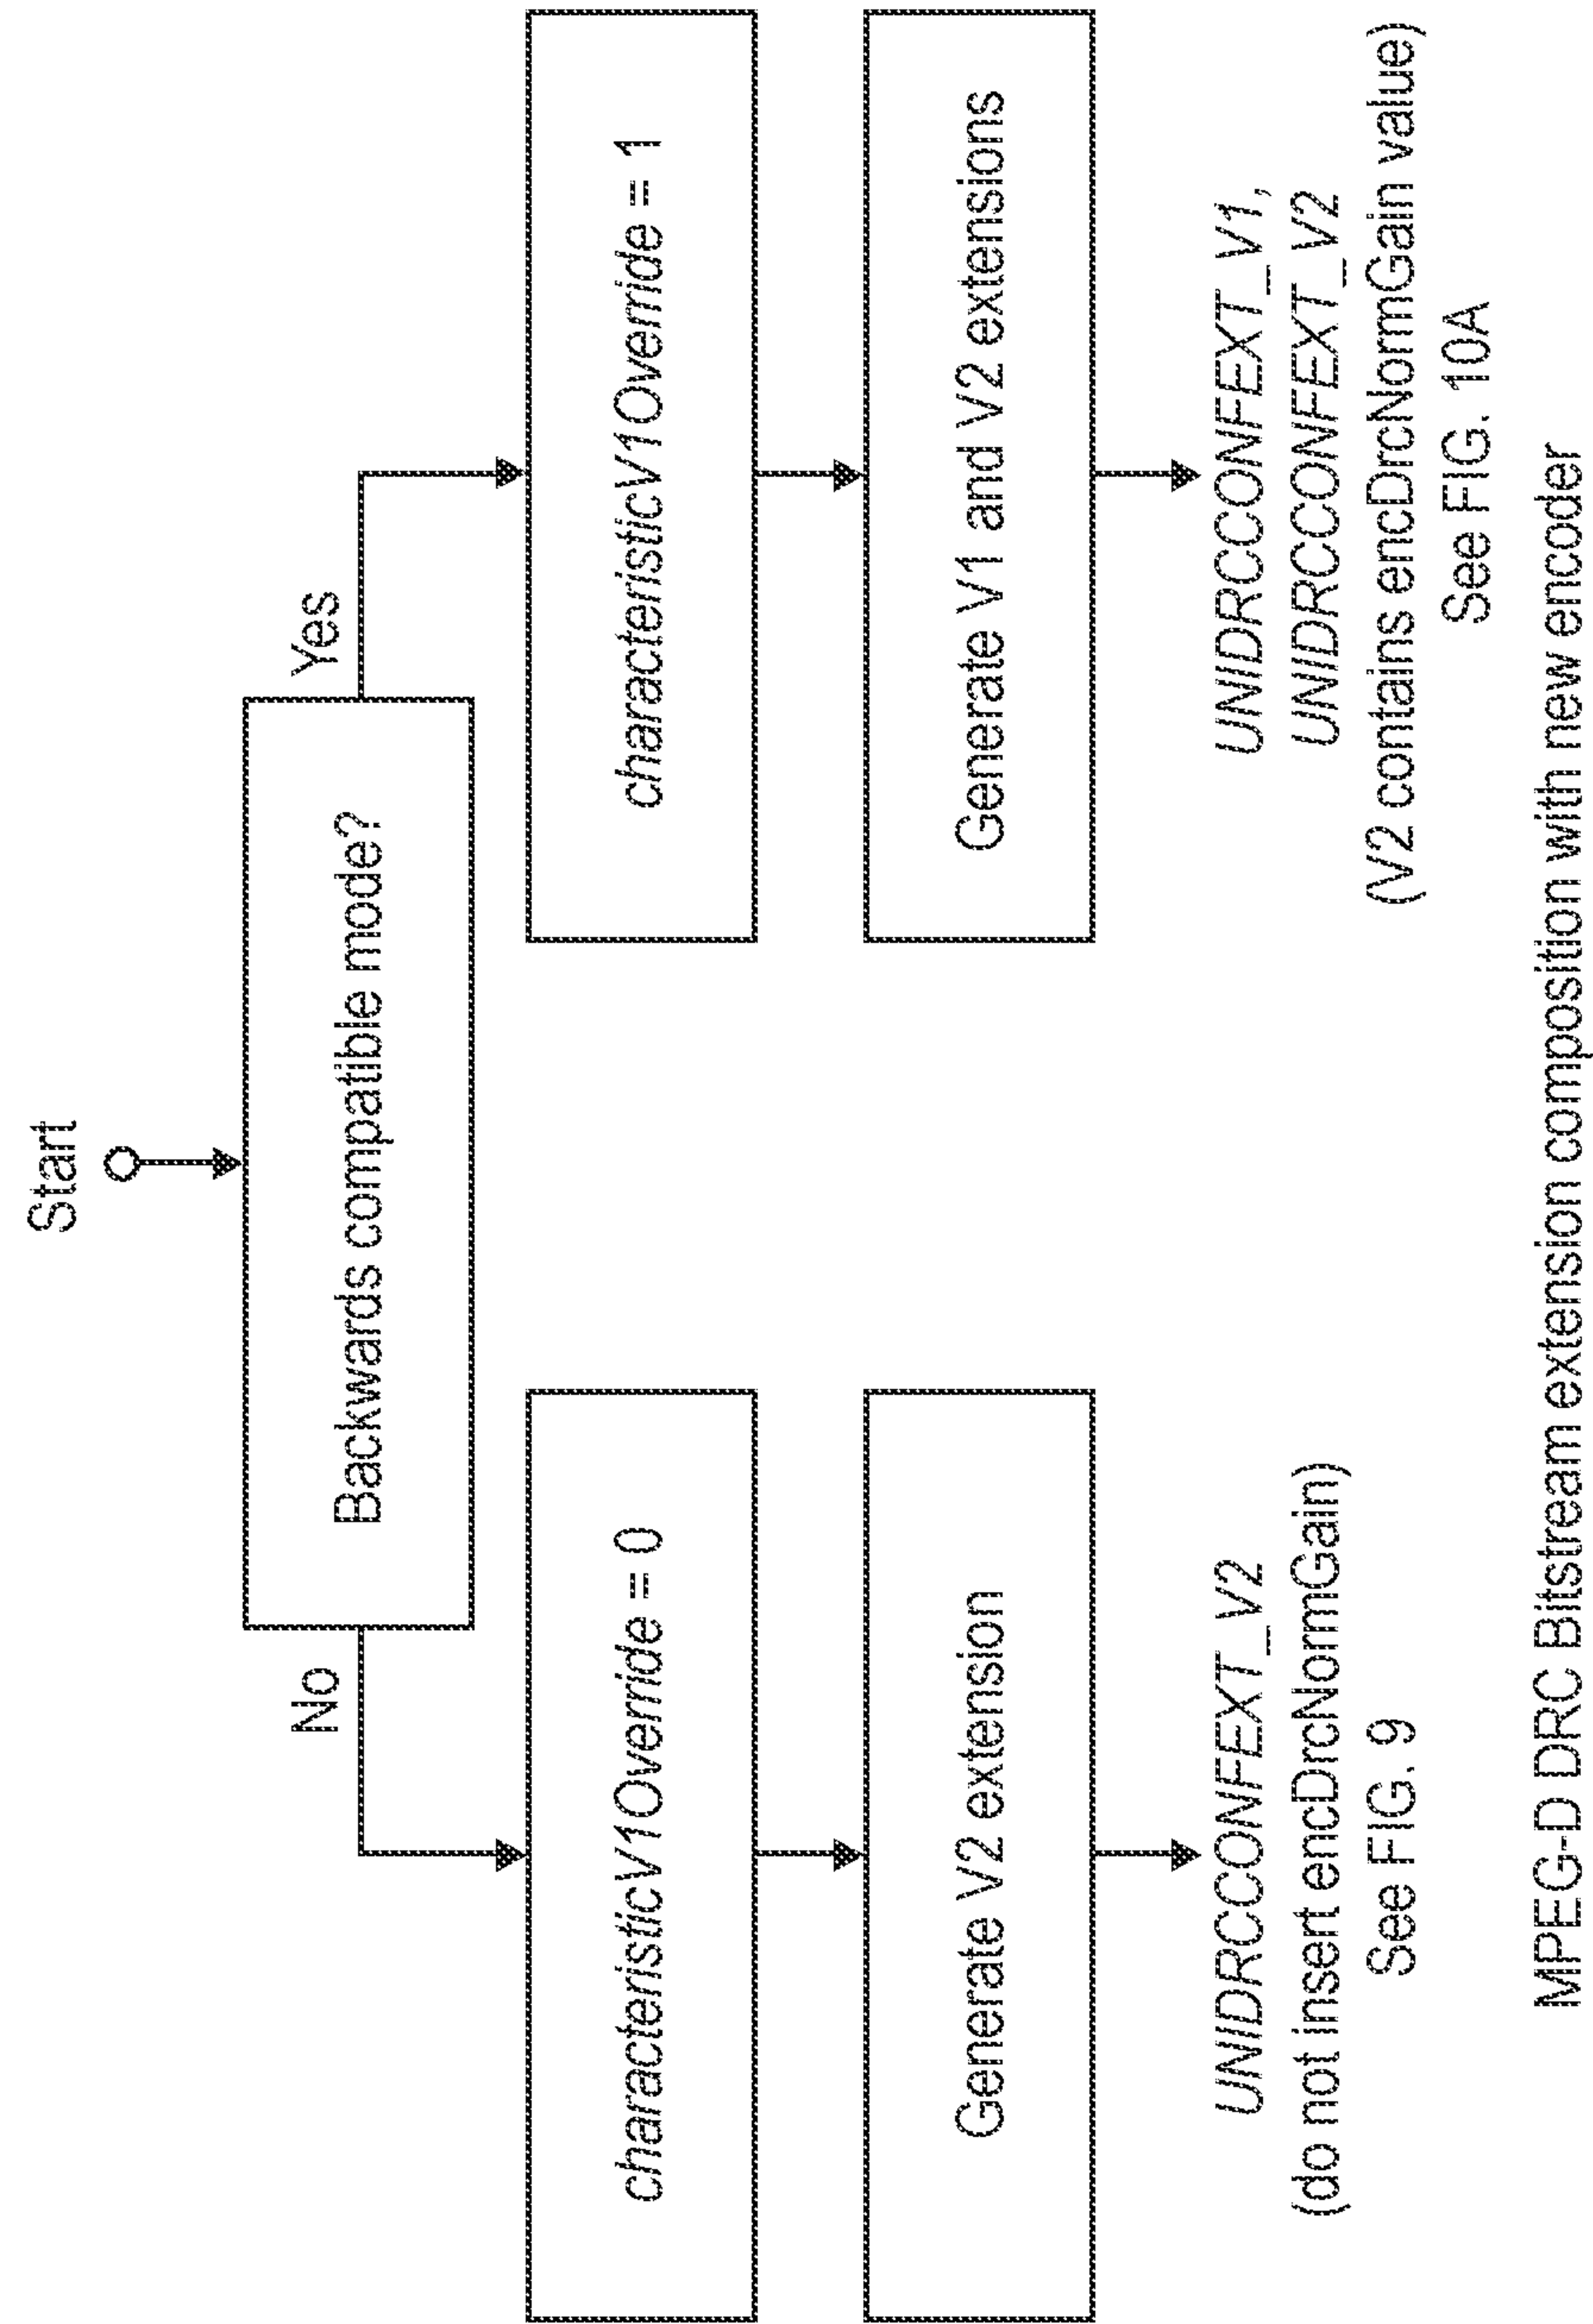 Start
Backwards compatible mode?
No
Yes
characteristicV1Override = 0
characteristicV1Override = 1
Generate V2 extension
Generate V1 and V2 extensions
UNIDRCCONFEXT_V2
(do not insert encDrcNormGain)
See FIG. 9
UNIDRCCONFEXT_V1,
UNIDRCCONFEXT_V2
(V2 contains encDrcNormGain value)
See FIG. 10A
MPEG-D DRC Bitstream extension composition with new encoder